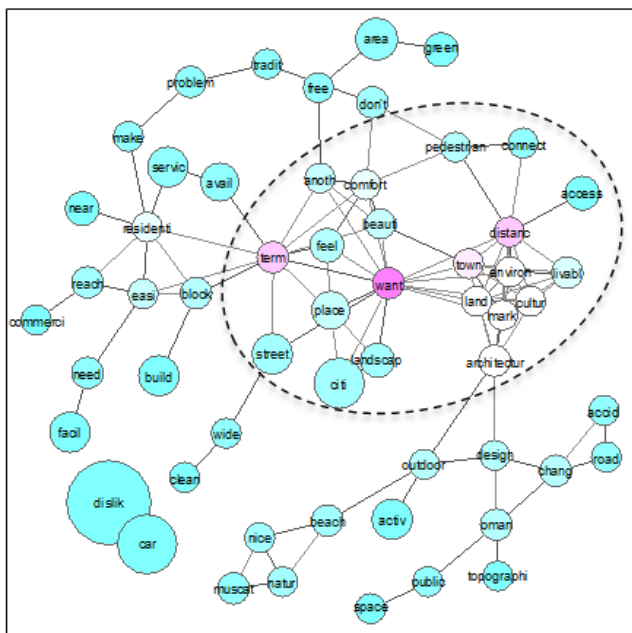 area
green
tradit
problem
free
don't
make
pedestrian
connect
servic
avail
anoth
comfort
access
near
residenti
beauti
distanc
term
feel
town
environ
livabl
reach
easi
block
want
land
cultur
mark
commerci
place
street
landscap
architectur
need
build
citi
facil
wide
accid
clean
outdoor
design
chang
road
dislik
car
nice
beach
activ
oman
muscat
natur
public
topographi
space